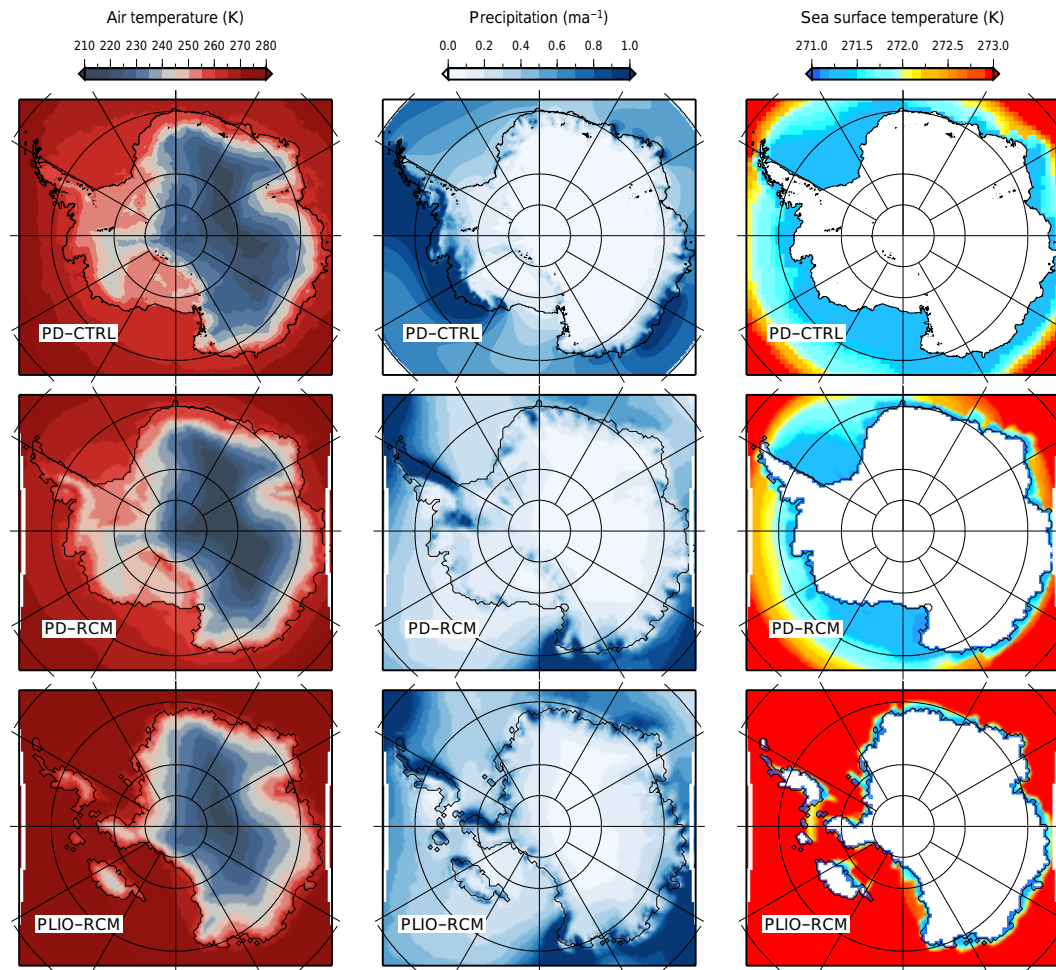 Air temperature (K) Precipitation (ma⁻¹) Sea surface temperature (K)
210 220 230 240 250 260 280 0.0 0.2 0.4 0.6 0.8 1.0 271.0 271.5 272.0 272.5 273.0
PD−CTRL PD−CTRL PD−CTRL
PD−RCM PD−RCM PD−RCM
PLIO−RCM PLIO−RCM PLIO−RCM